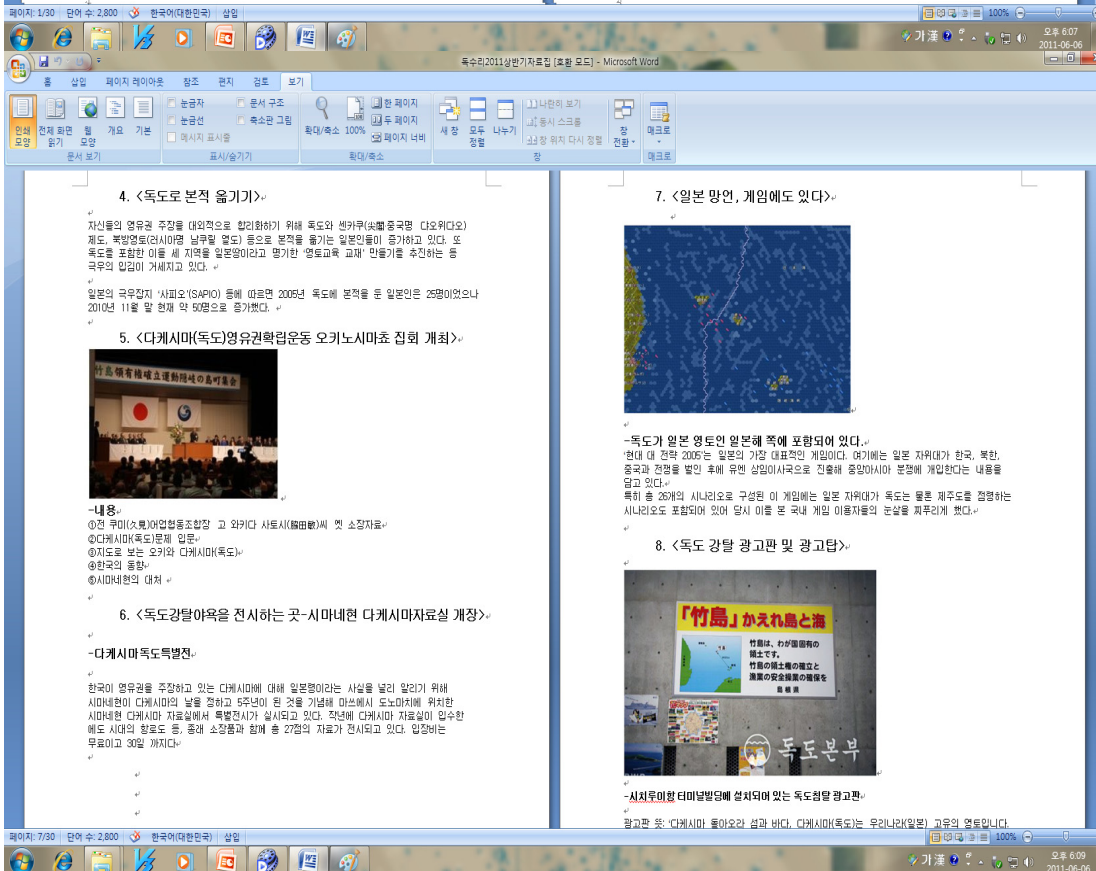 페이지: 1/30 단어 수: 2,800 한국어(대한민국) 삽입 100%
가漢 오후 6:07
2011-06-06
독수리2011상반기자료집 [호환 모드] - Microsoft Word
홈 삽입 페이지 레이아웃 참조 편지 검토 보기
인쇄 모양
전체 화면 읽기
웹 모양
개요
기본
문서 보기
눈금자
눈금선
메시지 표시줄
문서 구조
축소판 그림
표시/숨기기
확대/축소
100%
한 페이지
두 페이지
페이지 너비
확대/축소
새 창
모두 정렬
나누기
나란히 보기
동시 스크롤
창 위치 다시 정렬
창 전환
창
매크로
매크로
4. <독도로 본적 옮기기>
자신들의 영유권 주장을 대외적으로 합리화하기 위해 독도와 센카쿠(尖閣·중국명 댜오위다오)
제도, 북방영토(러시아명 남쿠릴 열도) 등으로 본적을 옮기는 일본인들이 증가하고 있다. 또
독도를 포함한 이들 세 지역을 일본땅이라고 명기한 '영토교육 교재' 만들기를 추진하는 등
극우의 입김이 거세지고 있다.
일본의 극우잡지 '사피오'(SAPIO) 등에 따르면 2005년 독도에 본적을 둔 일본인은 25명이었으나
2010년 11월 말 현재 약 50명으로 증가했다.
5. <다케시마(독도)영유권확립운동 오키노시마쵸 집회 개최>
竹島領有権確立運動隠岐の島町集会
-내용
①전 쿠미(久見)어업협동조합장 고 와키다 사토시(脇田敏)씨 옛 소장자료
②다케시마(독도)문제 입문
③지도로 보는 오키와 다케시마(독도)
④한국의 동향
⑤시마네현의 대처
6. <독도강탈야욕을 전시하는 곳-시마네현 다케시마자료실 개장>
-다케시마독도특별전
한국이 영유권을 주장하고 있는 다케시마에 대해 일본령이라는 사실을 널리 알리기 위해
시마네현이 다케시마의 날을 정하고 5주년이 된 것을 기념해 마쓰에시 도노마치에 위치한
시마네현 다케시마 자료실에서 특별전시가 실시되고 있다. 작년에 다케시마 자료실이 입수한
에도 시대의 항로도 등, 종래 소장품과 함께 총 27점의 자료가 전시되고 있다. 입장비는
무료이고 30일 까지다
7. <일본 망언, 게임에도 있다>
-독도가 일본 영토인 일본해 쪽에 포함되어 있다.
'현대 대 전략 2005'는 일본의 가장 대표적인 게임이다. 여기에는 일본 자위대가 한국, 북한,
중국과 전쟁을 벌인 후에 유엔 상임이사국으로 진출해 중앙아시아 분쟁에 개입한다는 내용을
담고 있다.
특히 총 26개의 시나리오로 구성된 이 게임에는 일본 자위대가 독도는 물론 제주도를 점령하는
시나리오도 포함되어 있어 당시 이를 본 국내 게임 이용자들의 눈살을 찌푸리게 했다.
8. <독도 강탈 광고판 및 광고탑>
「竹島」かえれ島と海
竹島は、わが国固有の
領土です。
竹島の領土権の確立と
漁業の安全操業の確保を
島根県
독도본부
-시치루이항 터미널빌딩에 설치되어 있는 독도침탈 광고판
광고판 뜻: '다케시마 돌아오라 섬과 바다, 다케시마(독도)는 우리나라(일본) 고유의 영토입니다.
페이지: 7/30 단어 수: 2,800 한국어(대한민국) 삽입 100%
가漢 오후 6:09
2011-06-06